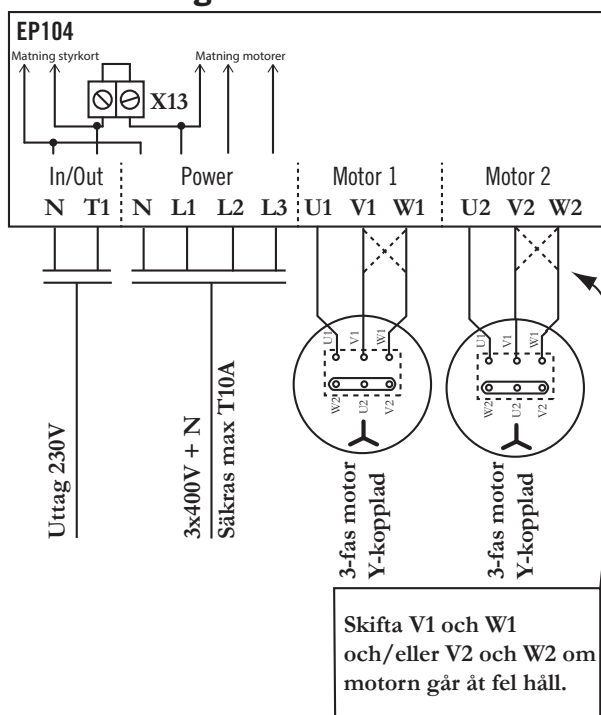 g
EP104
Matning styrkort
Matning motorer
X13
In/Out Power Motor 1 Motor 2
N T1 N L1 L2 L3 U1 V1 W1 U2 V2 W2
U1 V1 W1
W2 U2 V2
U1 V1 W1
W2 U2 V2
Uttag 230V
3x400V + N
Säkras max T10A
3-fas motor
Y-kopplad
3-fas motor
Y-kopplad
Skifta V1 och W1
och/eller V2 och W2 om
motorn går åt fel håll.